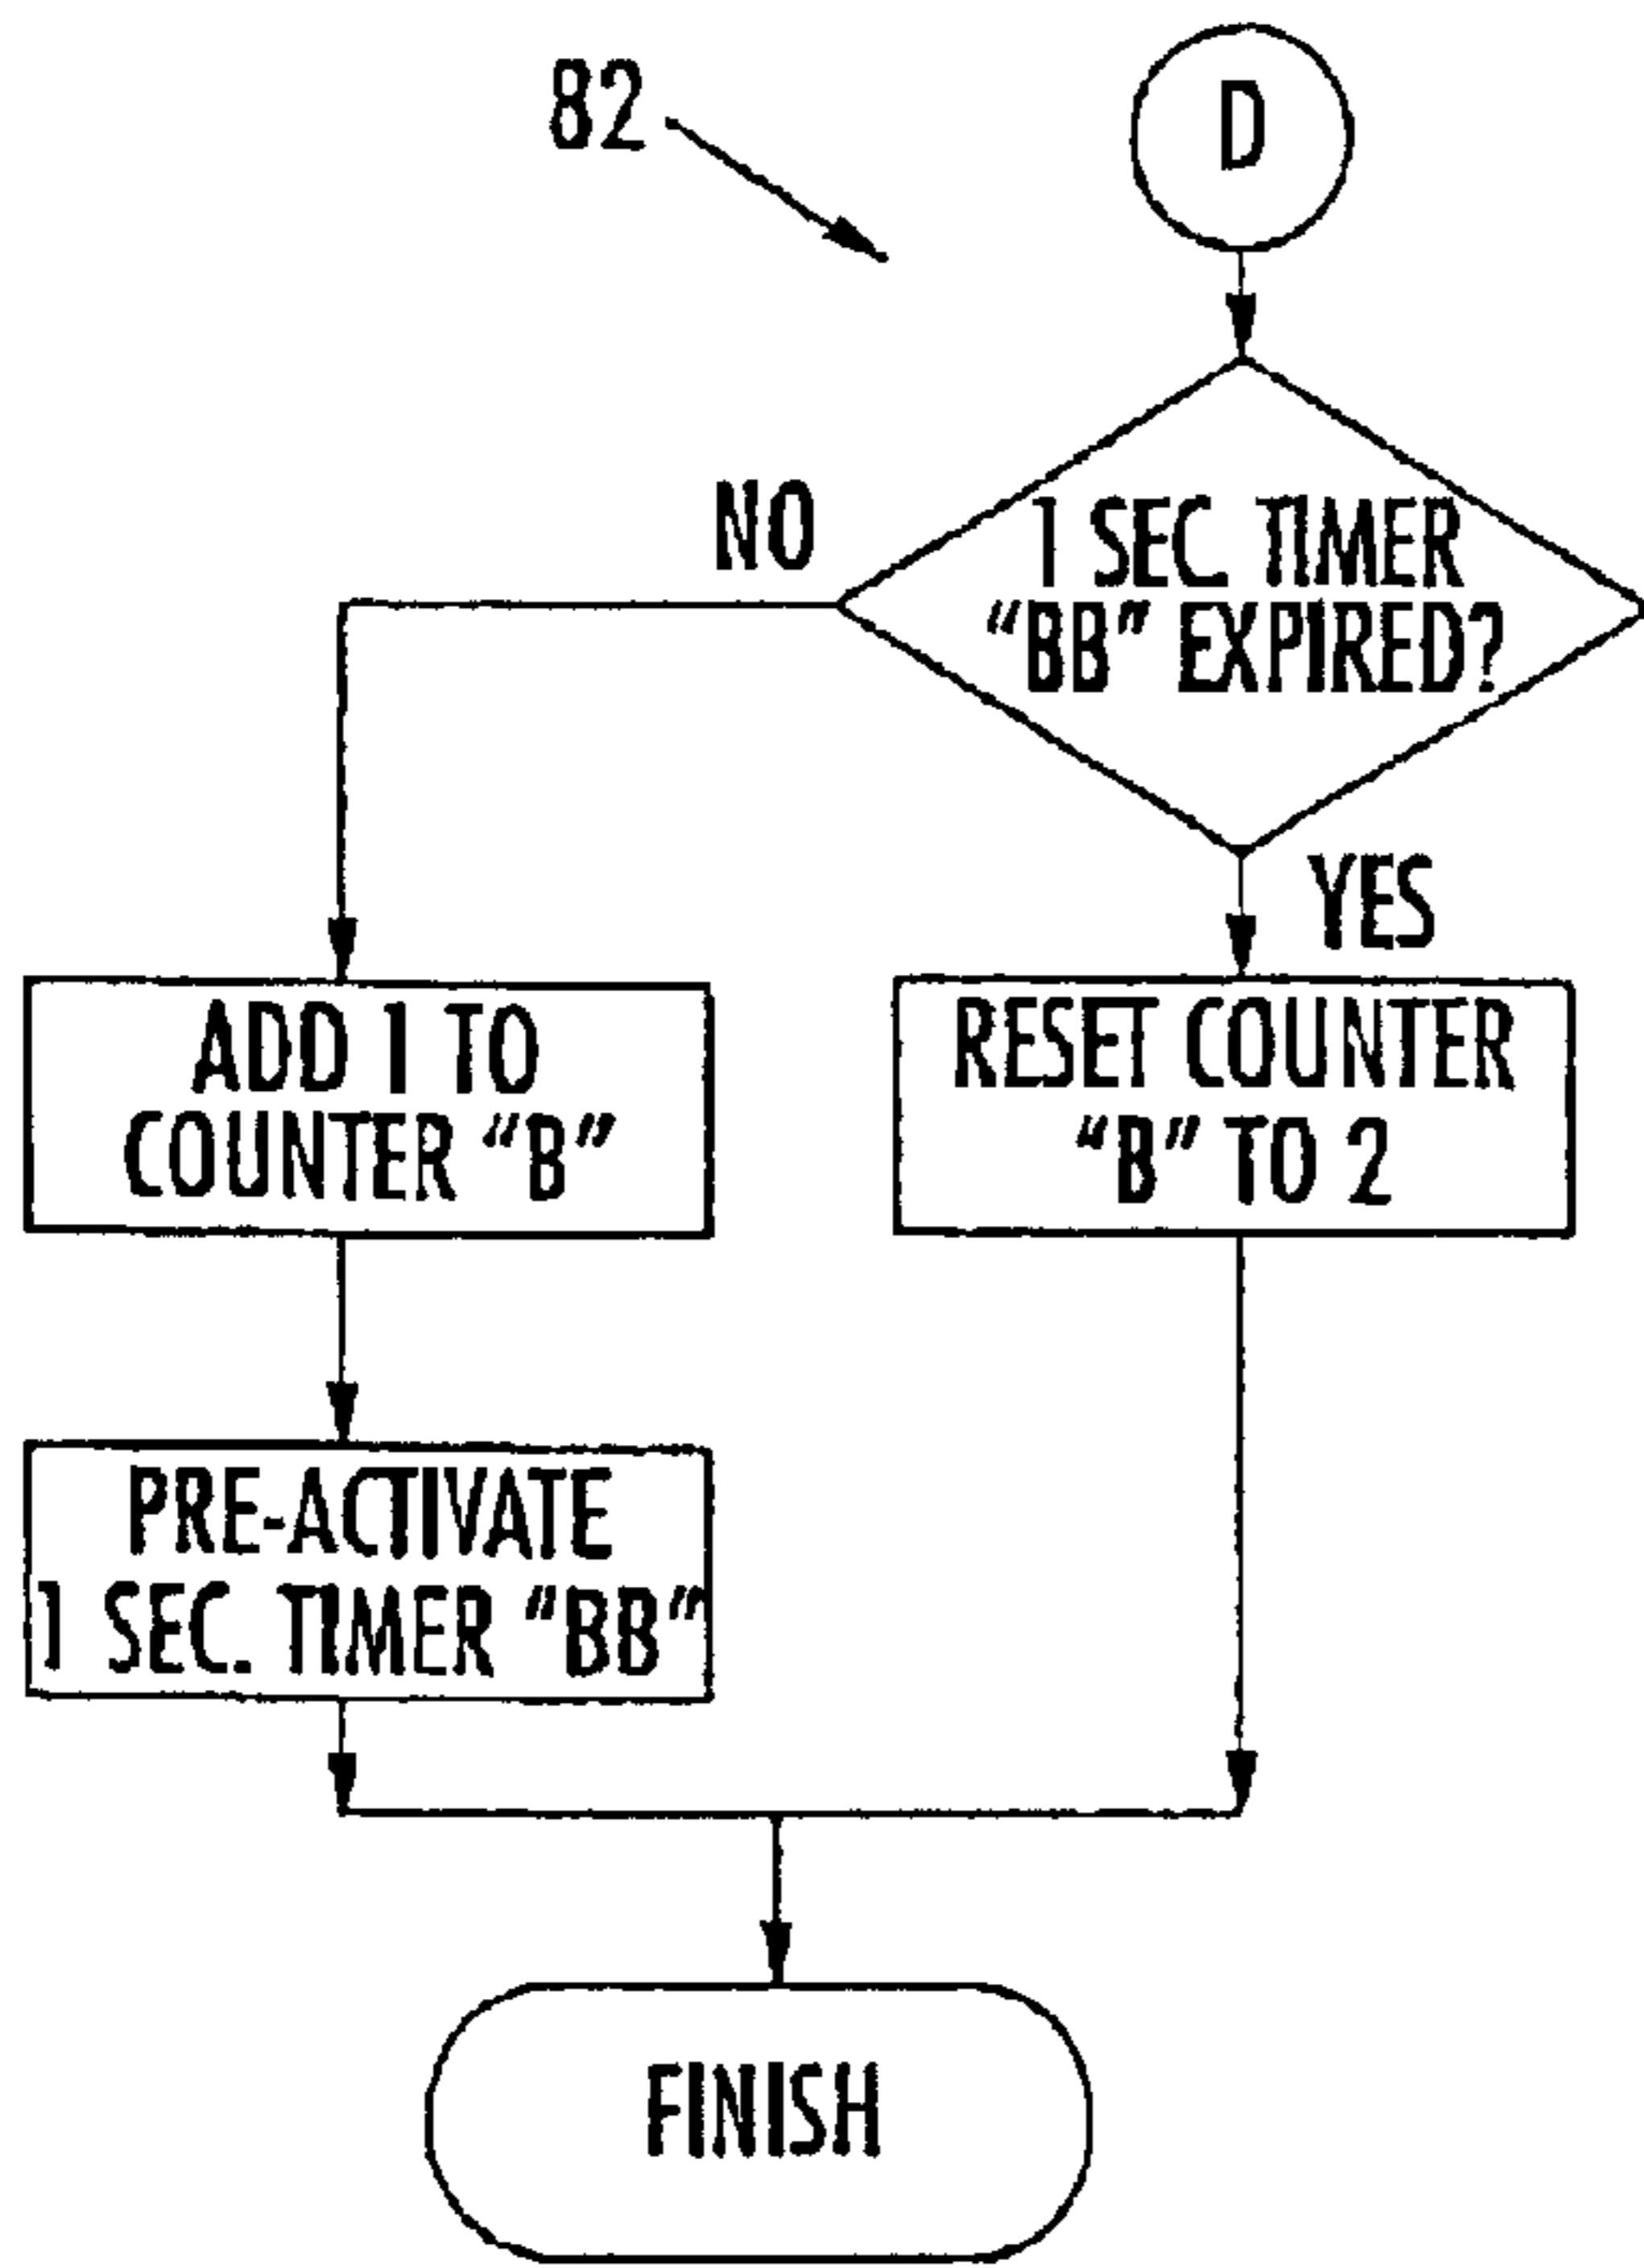 82
D
1 SEC. TIMER
“BB” EXPIRED?
NO
YES
ADD 1 TO
COUNTER “B”
RESET COUNTER
“B” TO 2
PRE-ACTIVATE
1 SEC. TIMER “BB”
FINISH